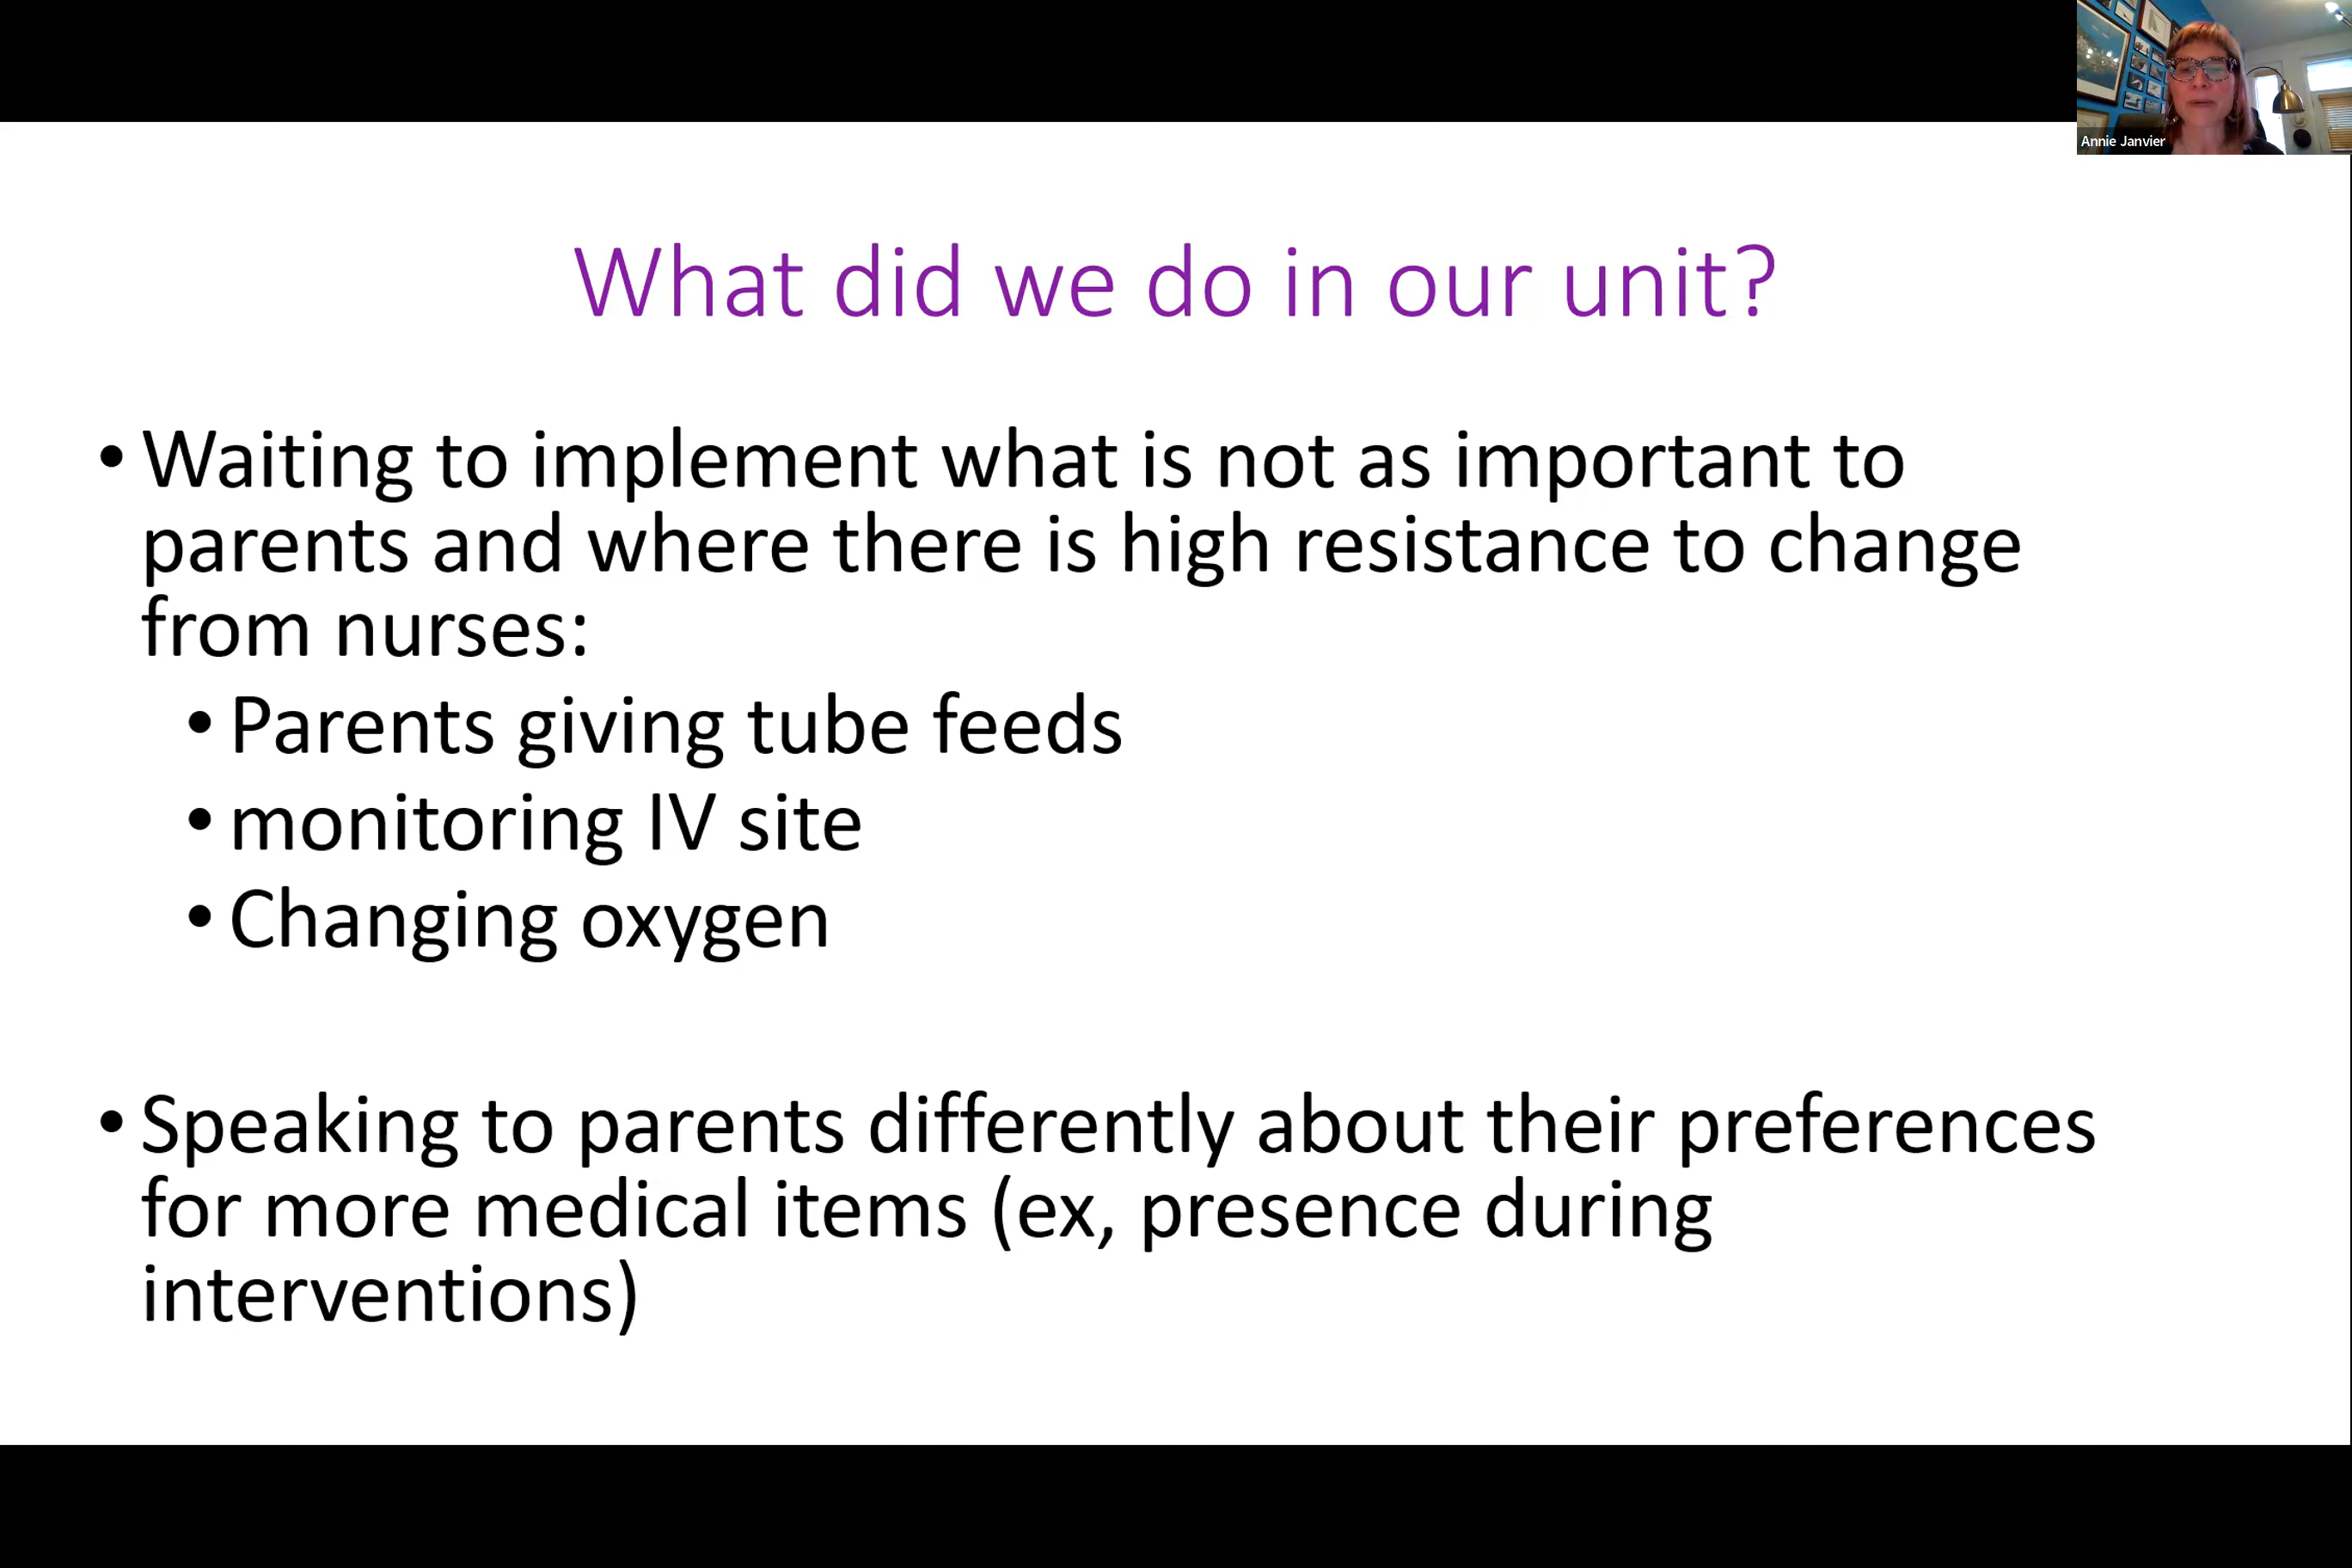 Annie Janvier
What did we do in our unit?
• Waiting to implement what is not as important to
parents and where there is high resistance to change
from nurses:
• Parents giving tube feeds
• monitoring IV site
• Changing oxygen
• Speaking to parents differently about their preferences
for more medical items (ex, presence during
interventions)